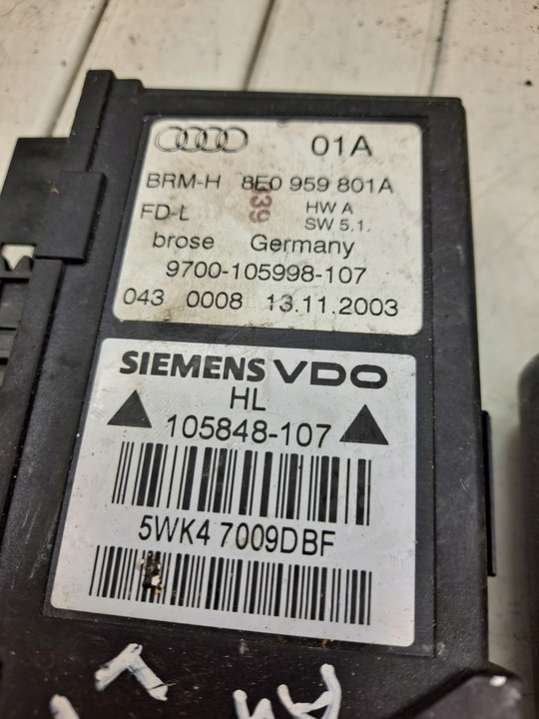 01A
BRM-H 8E0 959 801A
FD-L HW A
SW 5.1.
039
brose Germany
9700-105998-107
043 0008 13.11.2003
SIEMENS VDO
HL
105848-107
5WK4 7009DBF